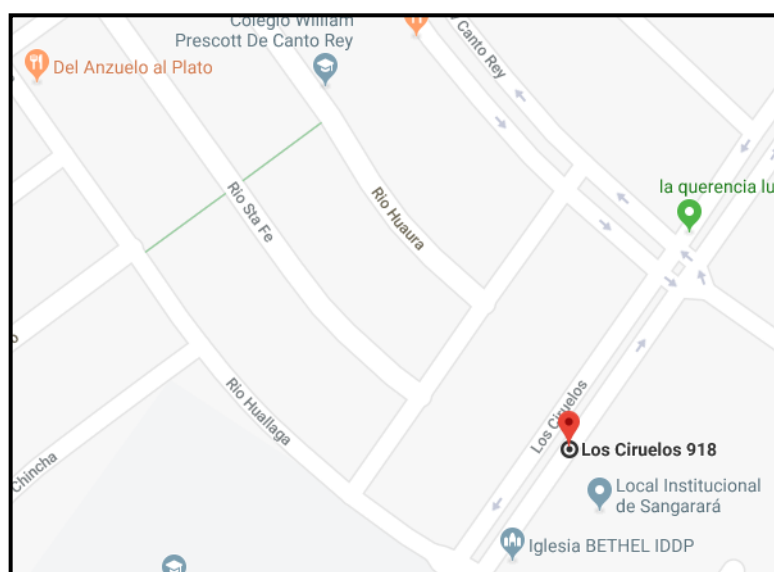 Colegio William
Prescott De Canto Rey
Del Anzuelo al Plato
Canto Rey
la querencia lu
Rio Sta Fe
Rio Huaura
Los Ciruelos
Rio Huallaga
Chincha
Los Ciruelos 918
Local Institucional
de Sangarará
Iglesia BETHEL IDDP